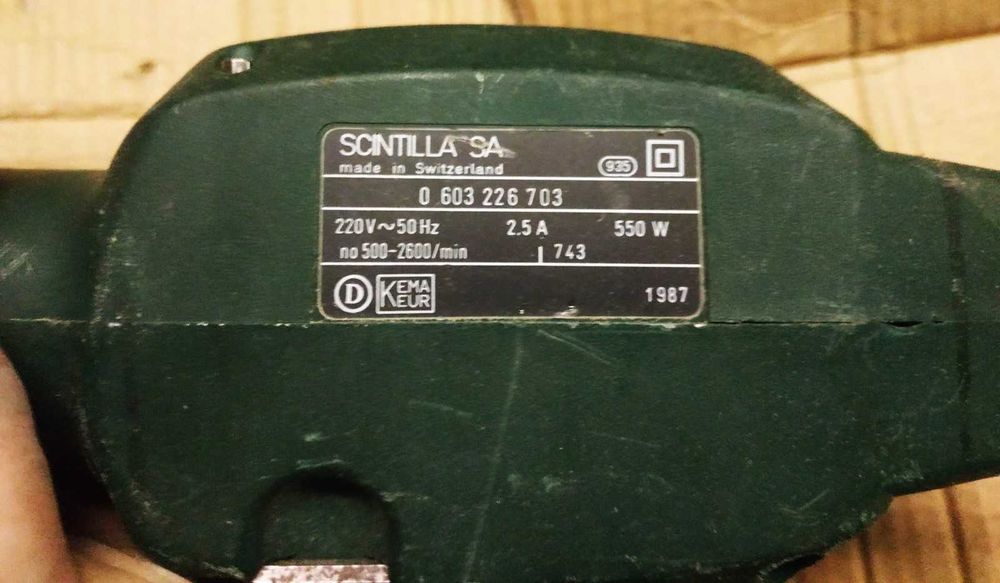 SCINTILLA SA
made in Switzerland
935
0 603 226 703
220V~50Hz 2.5 A 550 W
no 500-2600/min 743
D KEMA KEUR 1987